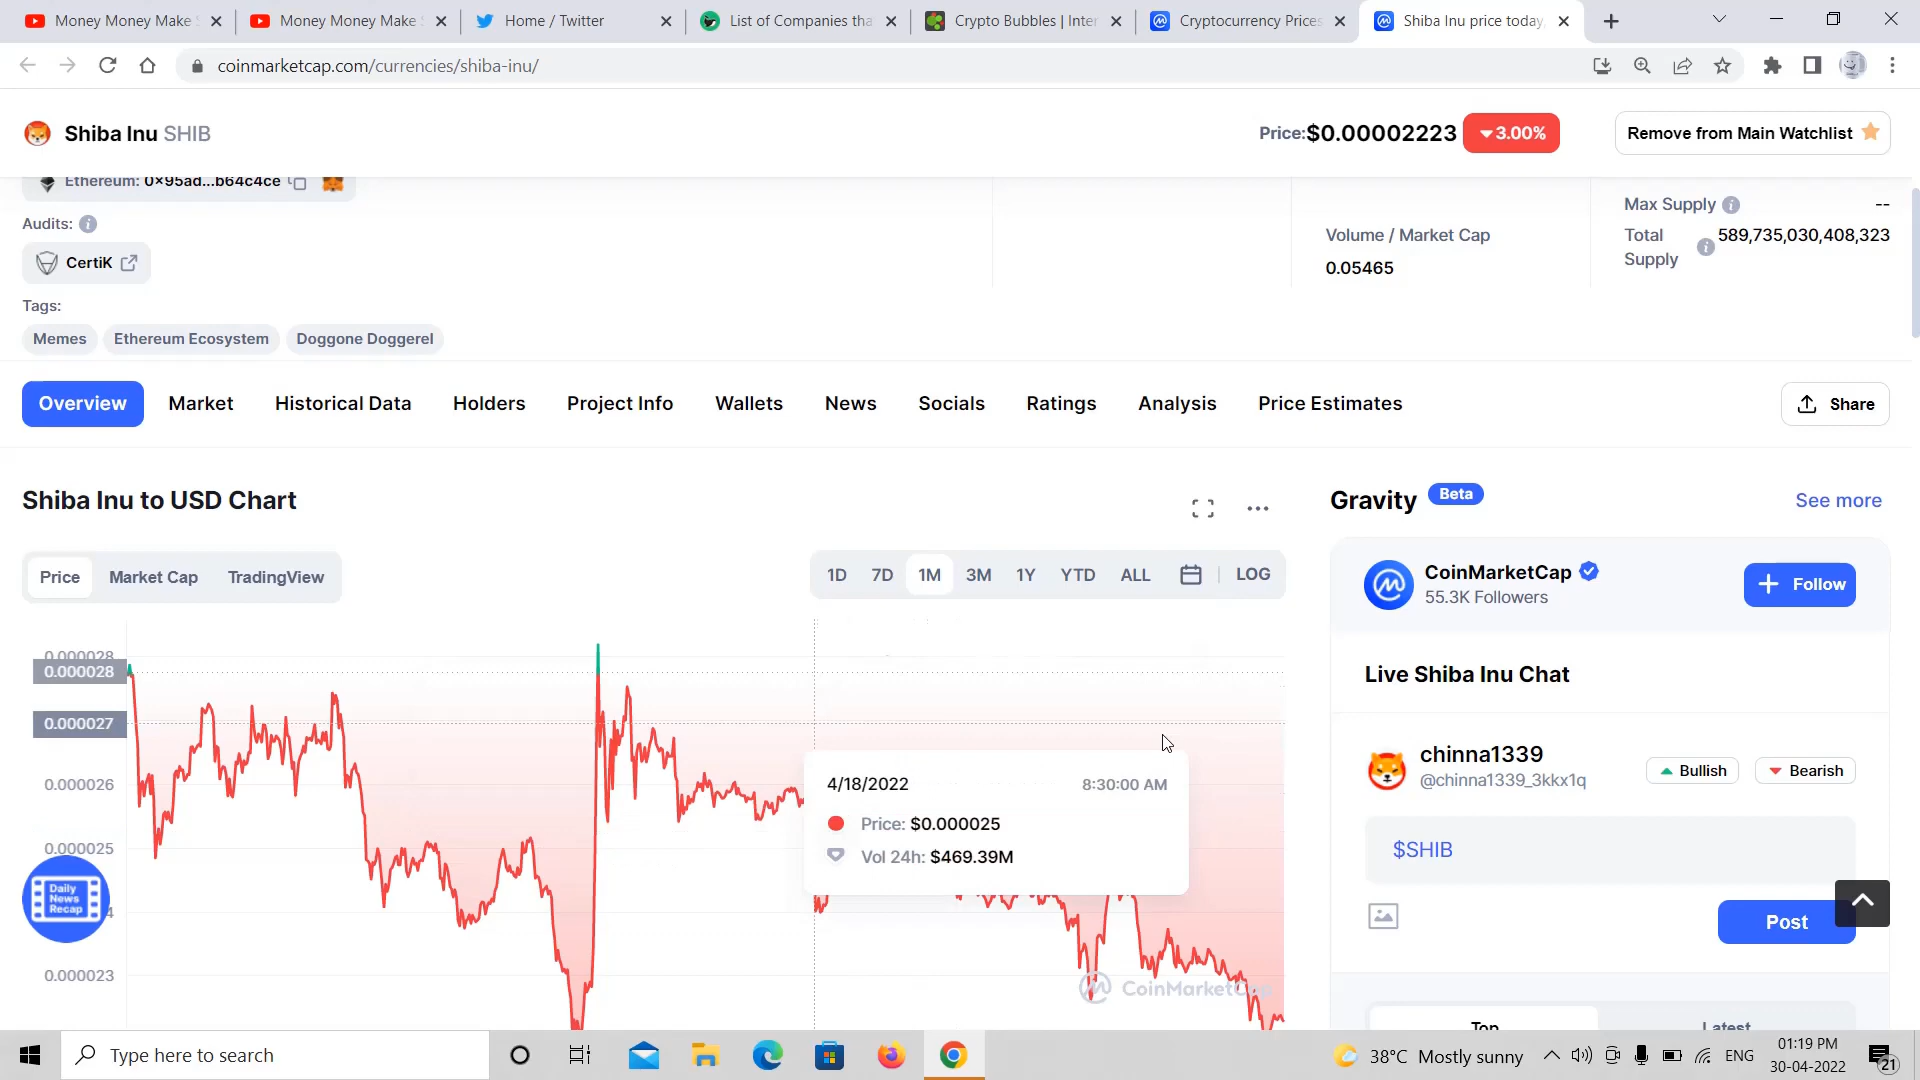 Money Money Make
Money Money Make
Home / Twitter
List of Companies tha
Crypto Bubbles | Inter
Cryptocurrency Prices
Shiba Inu price today,
coinmarketcap.com/currencies/shiba-inu/
Shiba Inu SHIB
Price:$0.00002223
3.00%
Remove from Main Watchlist
Ethereum: 0x95ad...b64c4ce
Audits:
CertiK
Tags:
Memes
Ethereum Ecosystem
Doggone Doggerel
Volume / Market Cap
0.05465
Max Supply
--
Total Supply
589,735,030,408,323
Overview
Market
Historical Data
Holders
Project Info
Wallets
News
Socials
Ratings
Analysis
Price Estimates
Share
Shiba Inu to USD Chart
Price
Market Cap
TradingView
1D
7D
1M
3M
1Y
YTD
ALL
LOG
0.000028
0.000028
0.000027
0.000026
0.000025
4
0.000023
4/18/2022
8:30:00 AM
Price: $0.000025
Vol 24h: $469.39M
CoinMarketCap
Daily
News
Recap
Gravity
Beta
See more
CoinMarketCap
55.3K Followers
Follow
Live Shiba Inu Chat
chinna1339
@chinna1339_3kkx1q
Bullish
Bearish
$SHIB
Post
Top
Latest
Type here to search
38°C Mostly sunny
ENG
01:19 PM
30-04-2022
21